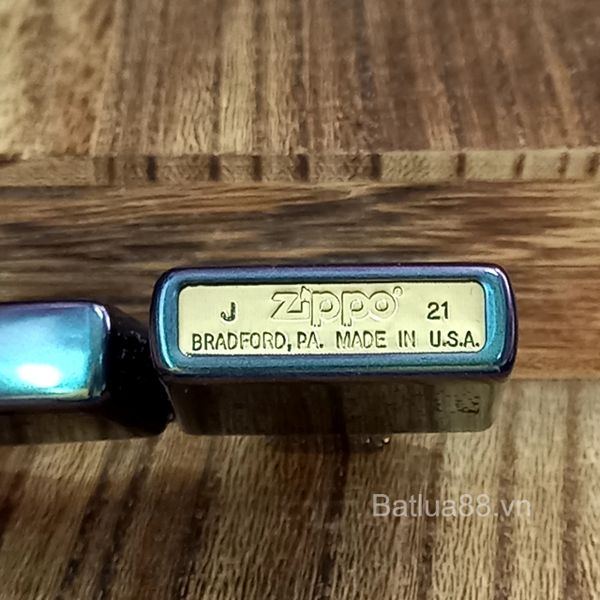 J Zippo® 21
BRADFORD, PA. MADE IN U.S.A.
Batlua88.vn